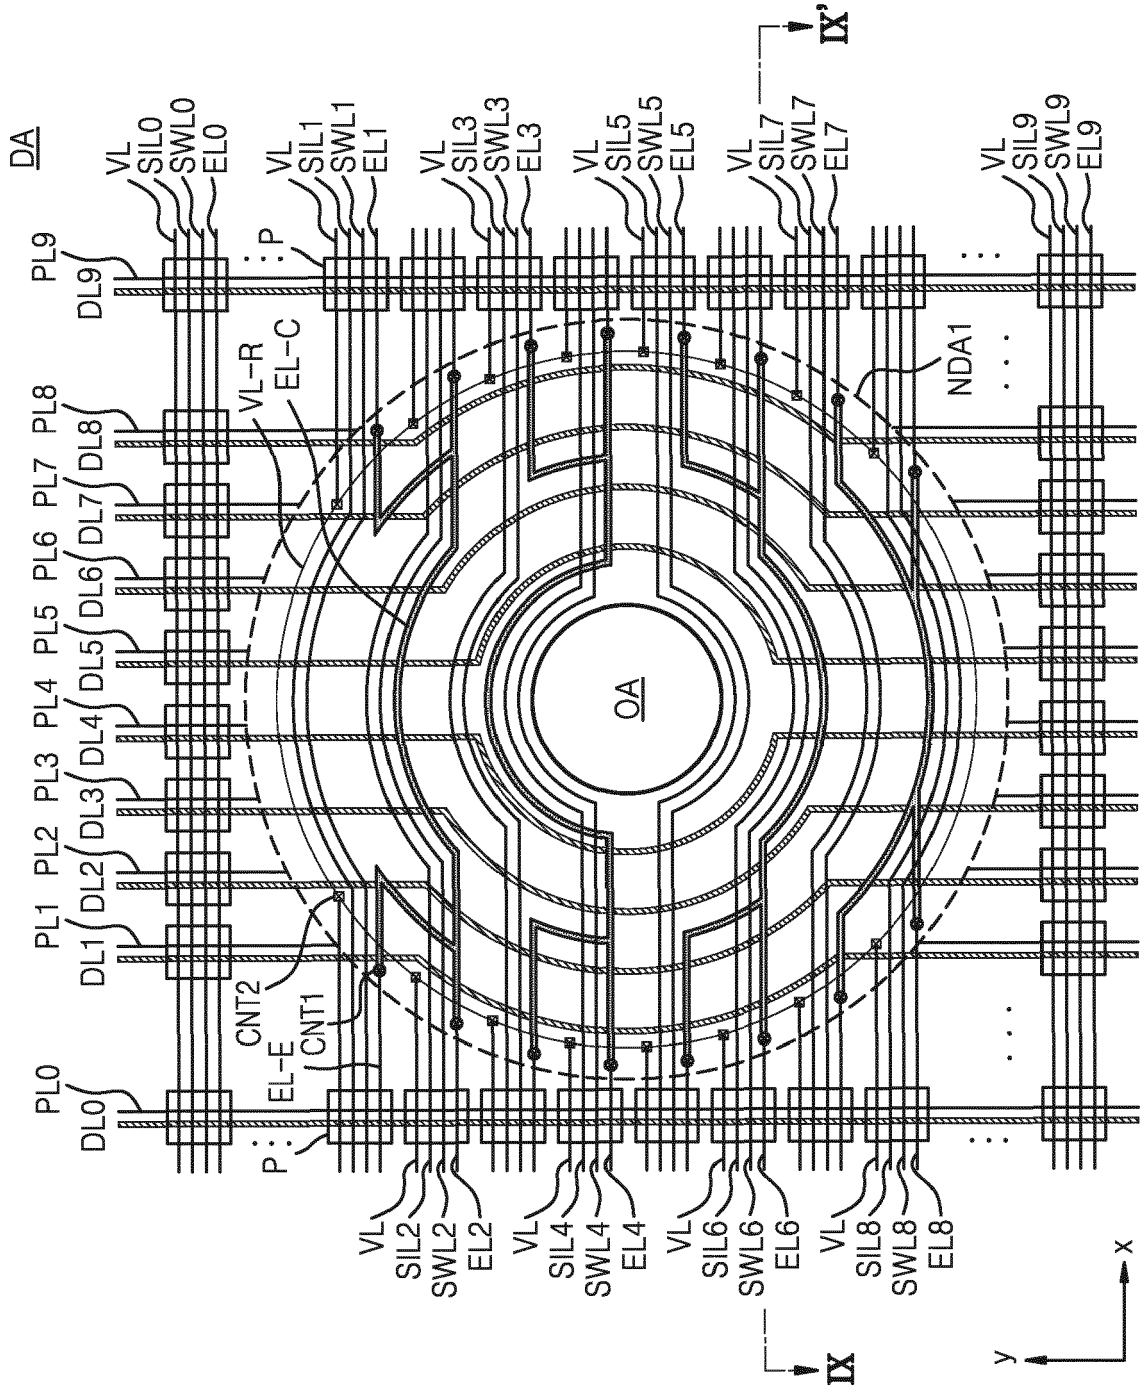 DA
PL0
DL0
PL1
DL1
PL2
DL2
PL3
DL3
PL4
DL4
PL5
DL5
PL6
DL6
PL7
DL7
PL8
DL8
PL9
DL9
VL
SIL0
SWL0
EL0
P
P
VL-R
EL-C
CNT2
CNT1
EL-E
VL
SIL1
SWL1
EL1
VL
SIL2
SWL2
EL2
VL
SIL3
SWL3
EL3
VL
SIL4
SWL4
EL4
OA
VL
SIL5
SWL5
EL5
VL
SIL6
SWL6
EL6
VL
SIL7
SWL7
EL7
VL
SIL8
SWL8
EL8
NDA1
VL
SIL9
SWL9
EL9
IX
IX'
y
x